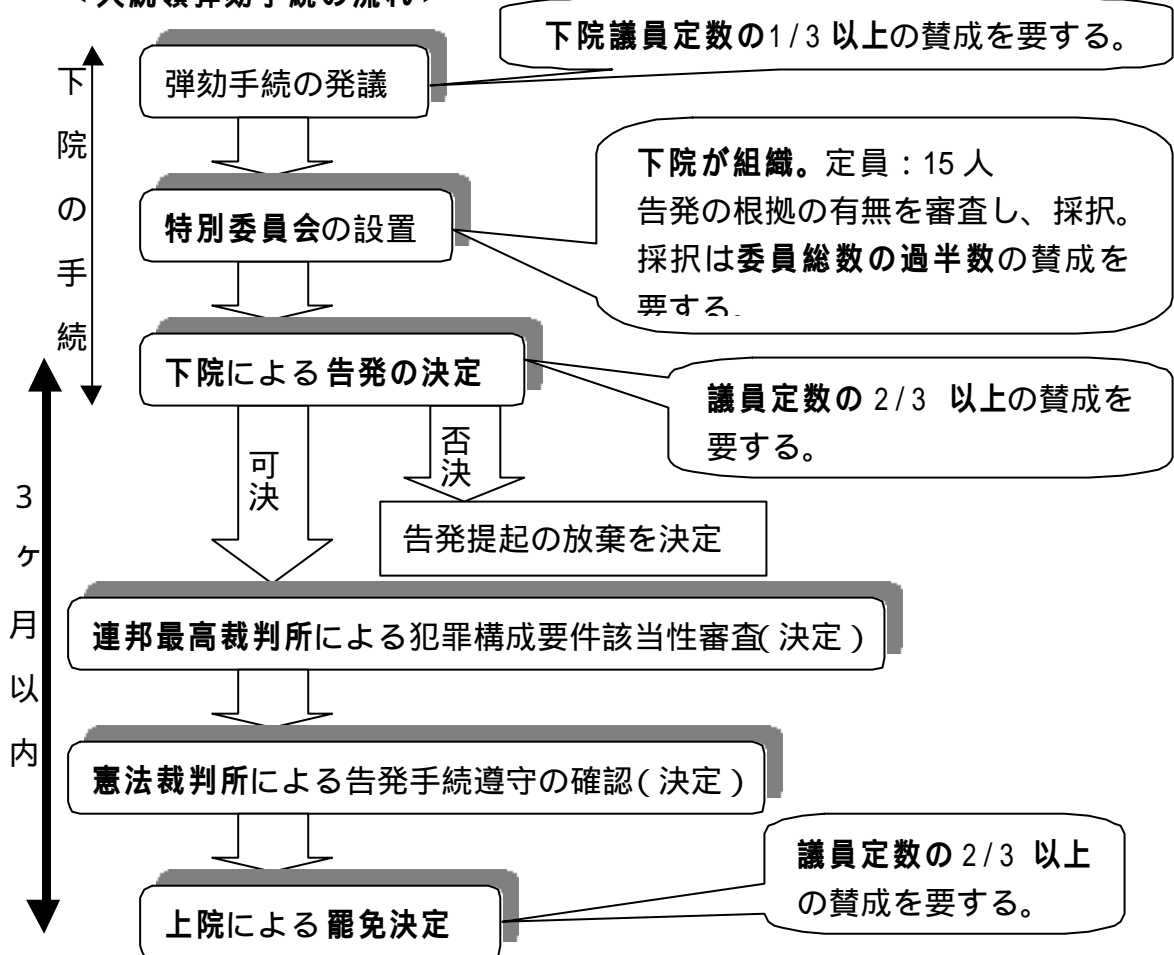 下院議員定数の1/3 以上の賛成を要する。
弾劾手続の発議
下院の手続
下院が組織。定員：15 人
告発の根拠の有無を審査し、採択。
採択は委員総数の過半数の賛成を
要する。
特別委員会の設置
下院による告発の決定
議員定数の 2/3 以上の賛成を
要する。
可決
否決
告発提起の放棄を決定
3ヶ月以内
連邦最高裁判所による犯罪構成要件該当性審査(決定)
憲法裁判所による告発手続遵守の確認(決定)
議員定数の 2/3 以上
の賛成を要する。
上院による罷免決定